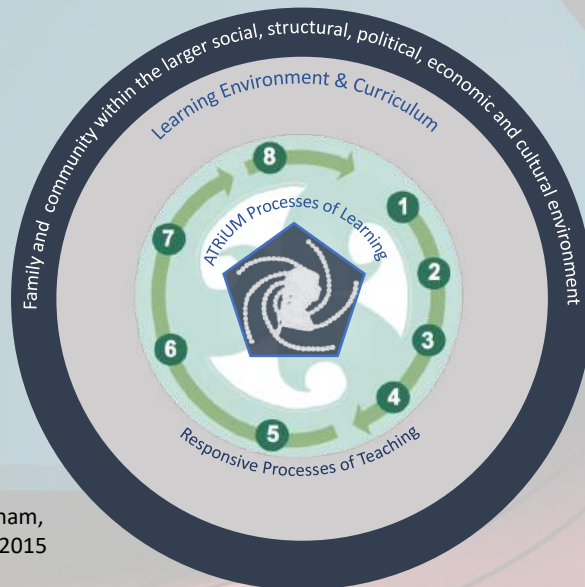 Family and community within the larger social, structural, political, economic and cultural environment
Learning Environment & Curriculum
8
ATRiUM Processes of Learning
1
7
2
3
6
4
5
Responsive Processes of Teaching
2015